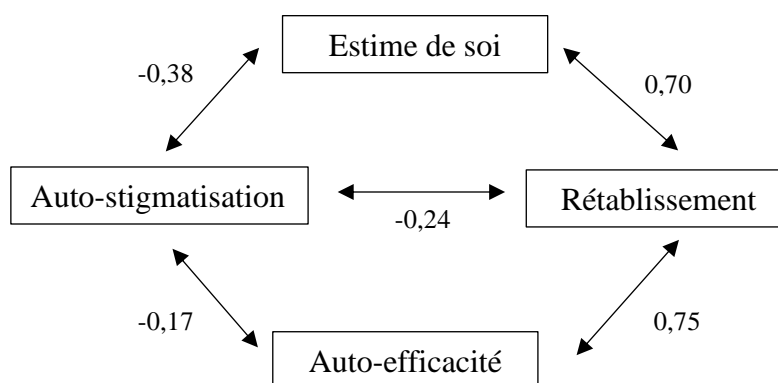 Estime de soi
-0,38
0,70
Auto-stigmatisation
Rétablissement
-0,24
-0,17
0,75
Auto-efficacité